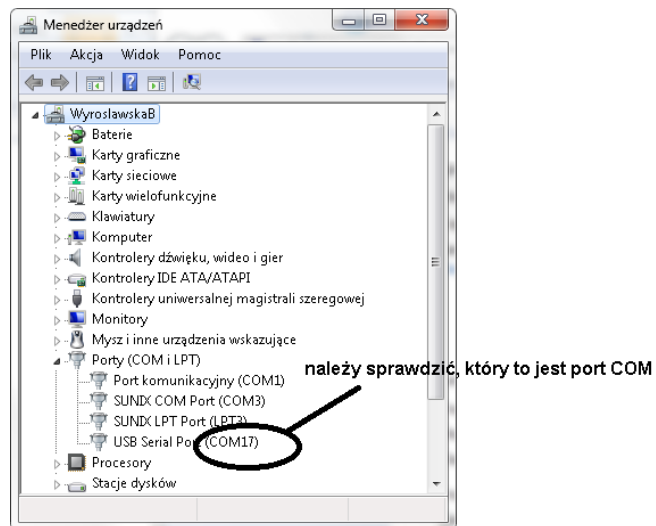 Menedżer urządzeń
Plik Akcja Widok Pomoc
WyroslawskaB
Baterie
Karty graficzne
Karty sieciowe
Karty wielofunkcyjne
Klawiatury
Komputer
Kontrolery dźwięku, wideo i gier
Kontrolery IDE ATA/ATAPI
Kontrolery uniwersalnej magistrali szeregowej
Monitory
Mysz i inne urządzenia wskazujące
Porty (COM i LPT)
należy sprawdzić, który to jest port COM
Port komunikacyjny (COM1)
SUNIX COM Port (COM3)
SUNIX LPT Port (LPT3)
USB Serial Port (COM17)
Procesory
Stacje dysków